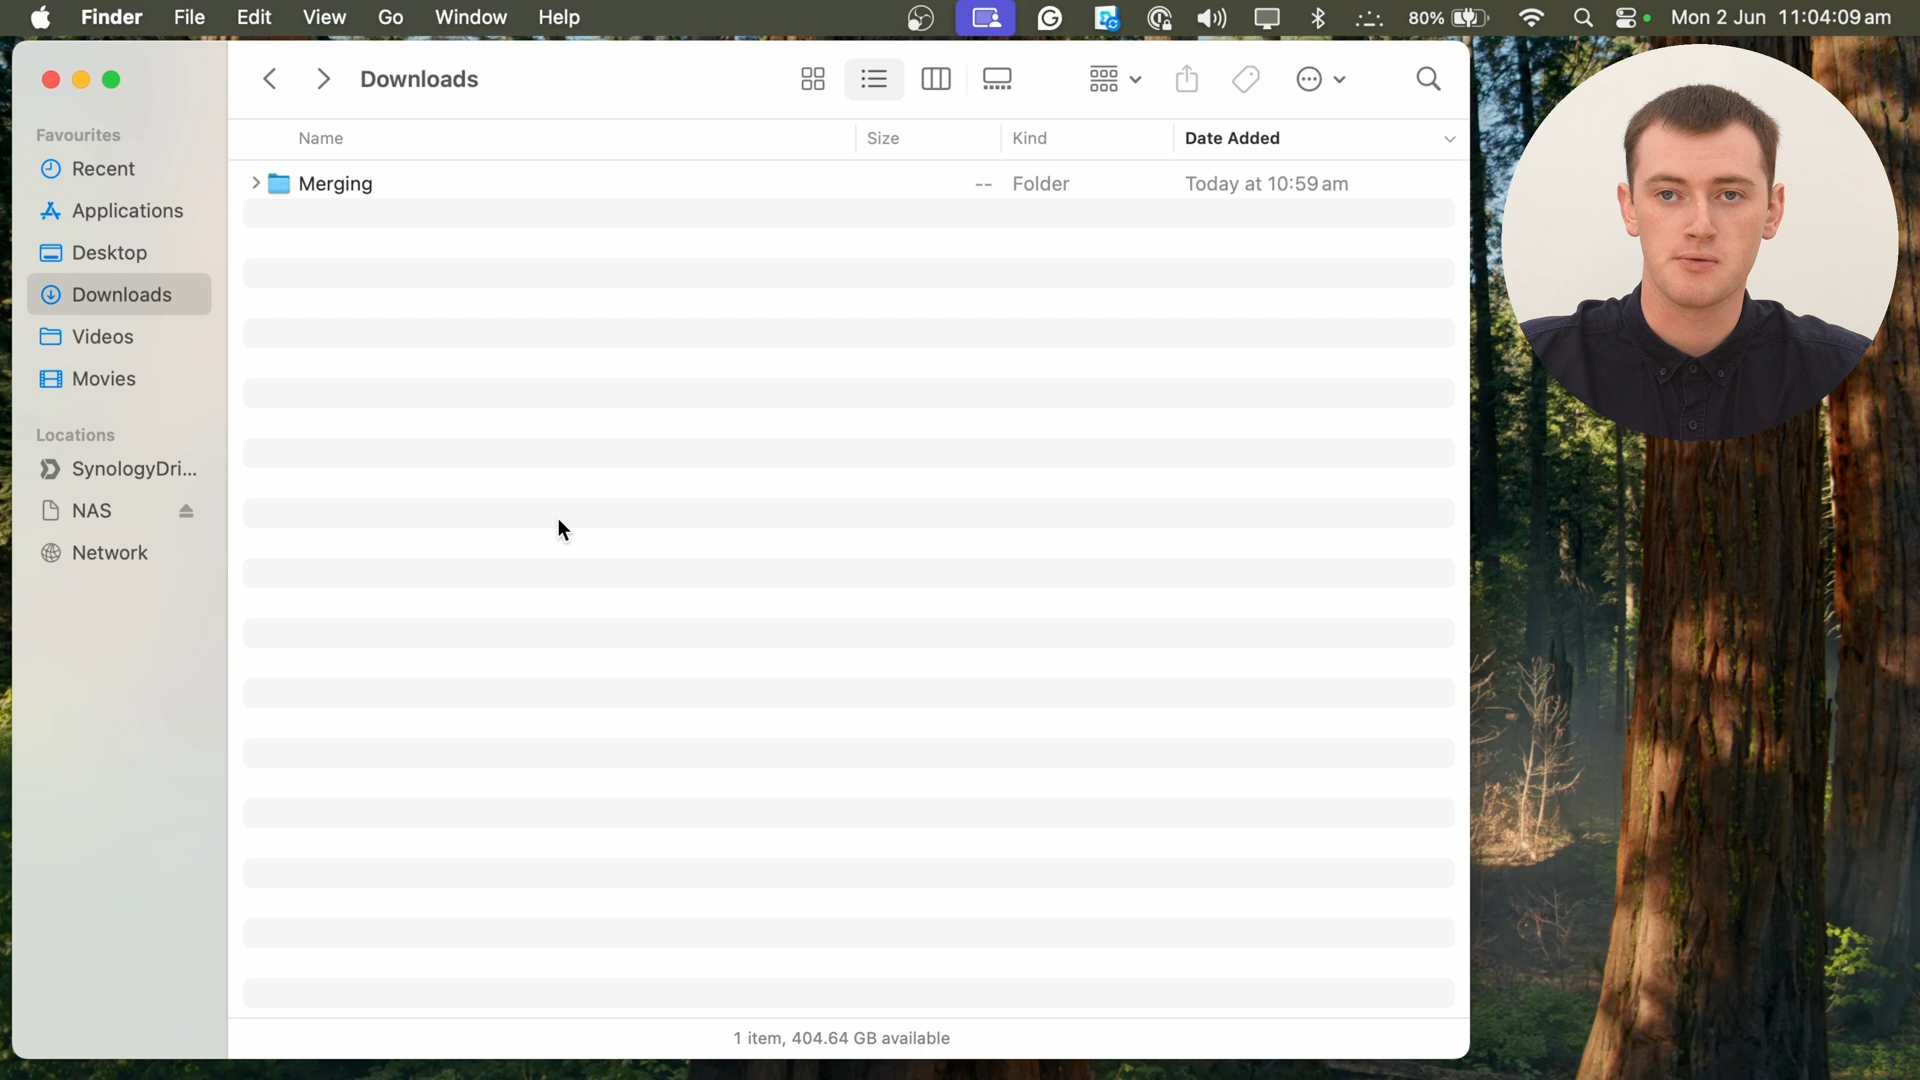 Finder File Edit View Go Window Help 80% Mon 2 Jun 11:04:09 am
Downloads
Favourites
Recent
Applications
Desktop
Downloads
Videos
Movies
Locations
SynologyDri...
NAS
Network
Name Size Kind Date Added
Merging -- Folder Today at 10:59 am
1 item, 404.64 GB available